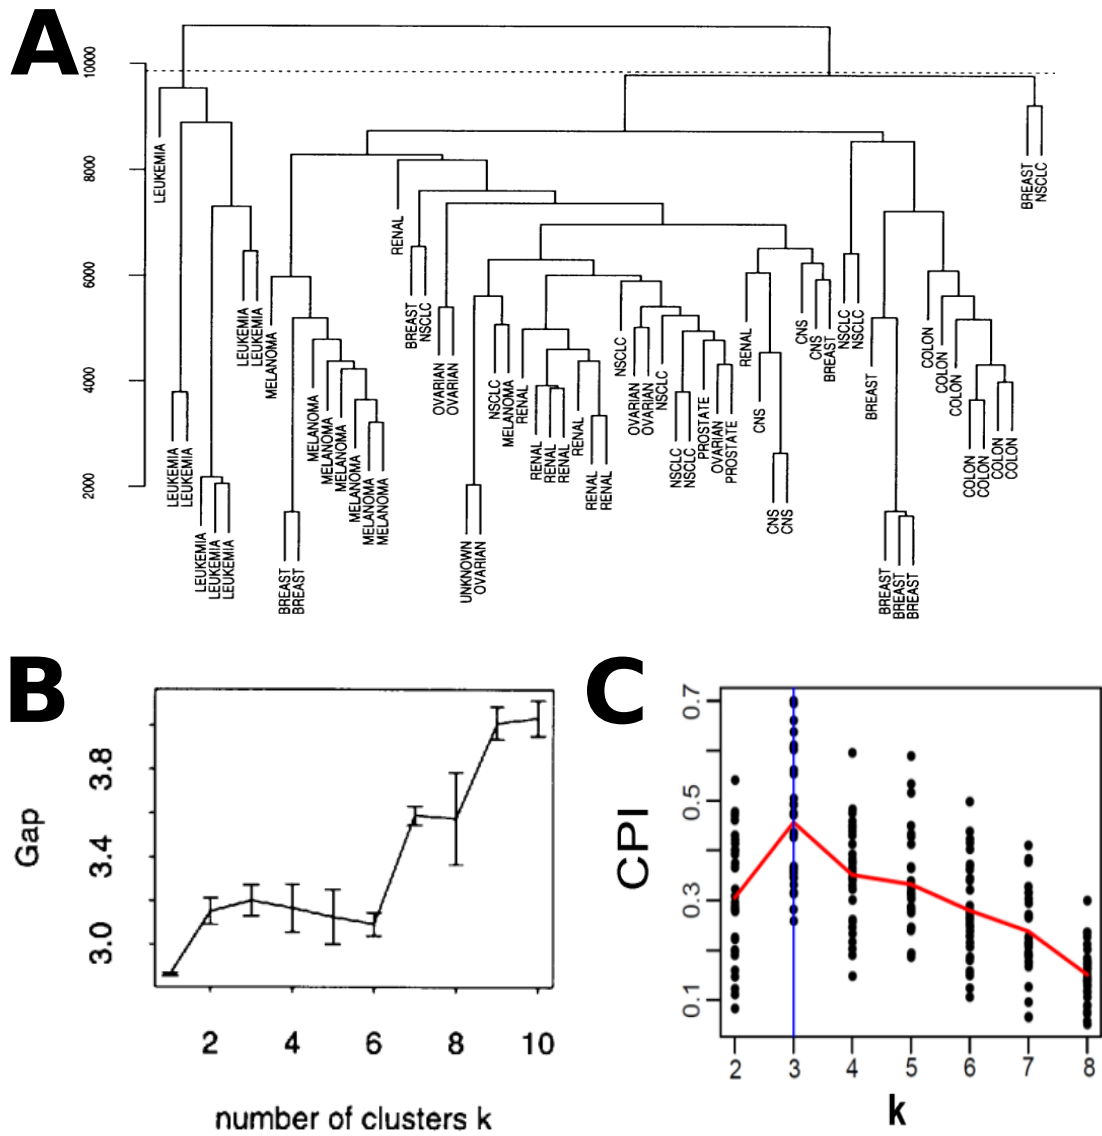 A
10000
8000
6000
4000
2000
LEUKEMIA
LEUKEMIA
LEUKEMIA
LEUKEMIA
LEUKEMIA
LEUKEMIA
LEUKEMIA
LEUKEMIA
MELANOMA
BREAST
BREAST
MELANOMA
MELANOMA
MELANOMA
MELANOMA
MELANOMA
MELANOMA
RENAL
BREAST
NSCLC
OVARIAN
OVARIAN
UNKNOWN
OVARIAN
NSCLC
MELANOMA
RENAL
RENAL
RENAL
RENAL
RENAL
RENAL
RENAL
NSCLC
OVARIAN
OVARIAN
NSCLC
NSCLC
NSCLC
PROSTATE
OVARIAN
PROSTATE
RENAL
CNS
CNS
CNS
CNS
CNS
BREAST
NSCLC
NSCLC
BREAST
BREAST
BREAST
BREAST
COLON
COLON
COLON
COLON
COLON
COLON
COLON
BREAST
NSCLC
B
Gap
3.8
3.4
3.0
2 4 6 8 10
number of clusters k
C
CPI
0.7
0.5
0.3
0.1
2 3 4 5 6 7 8
k